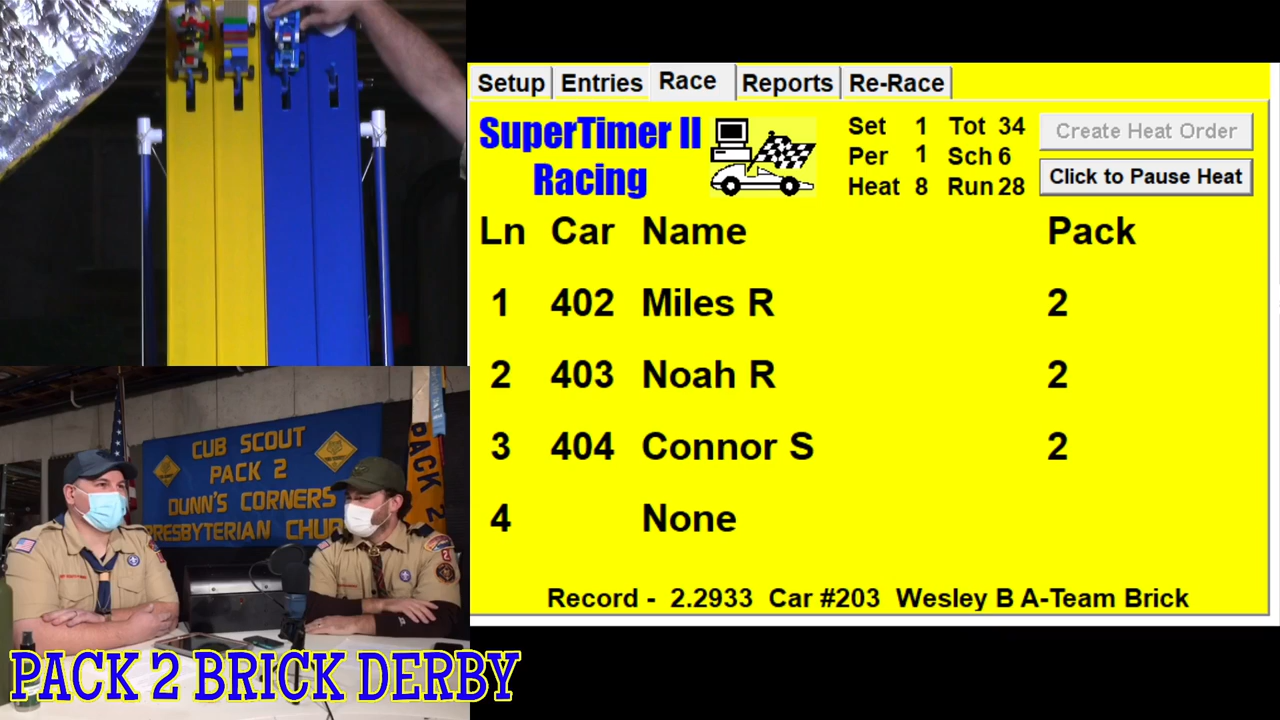 Setup Entries Race Reports Re-Race
SuperTimer II
Racing
Set 1 Tot 34
Per 1 Sch 6
Heat 8 Run 28
Create Heat Order
Click to Pause Heat
Ln Car Name Pack
1 402 Miles R 2
2 403 Noah R 2
3 404 Connor S 2
4 None
Record - 2.2933 Car #203 Wesley B A-Team Brick
CUB SCOUT
PACK 2
DUNN'S CORNERS
PRESBYTERIAN CHUR
PACK 2
PACK 2 BRICK DERBY